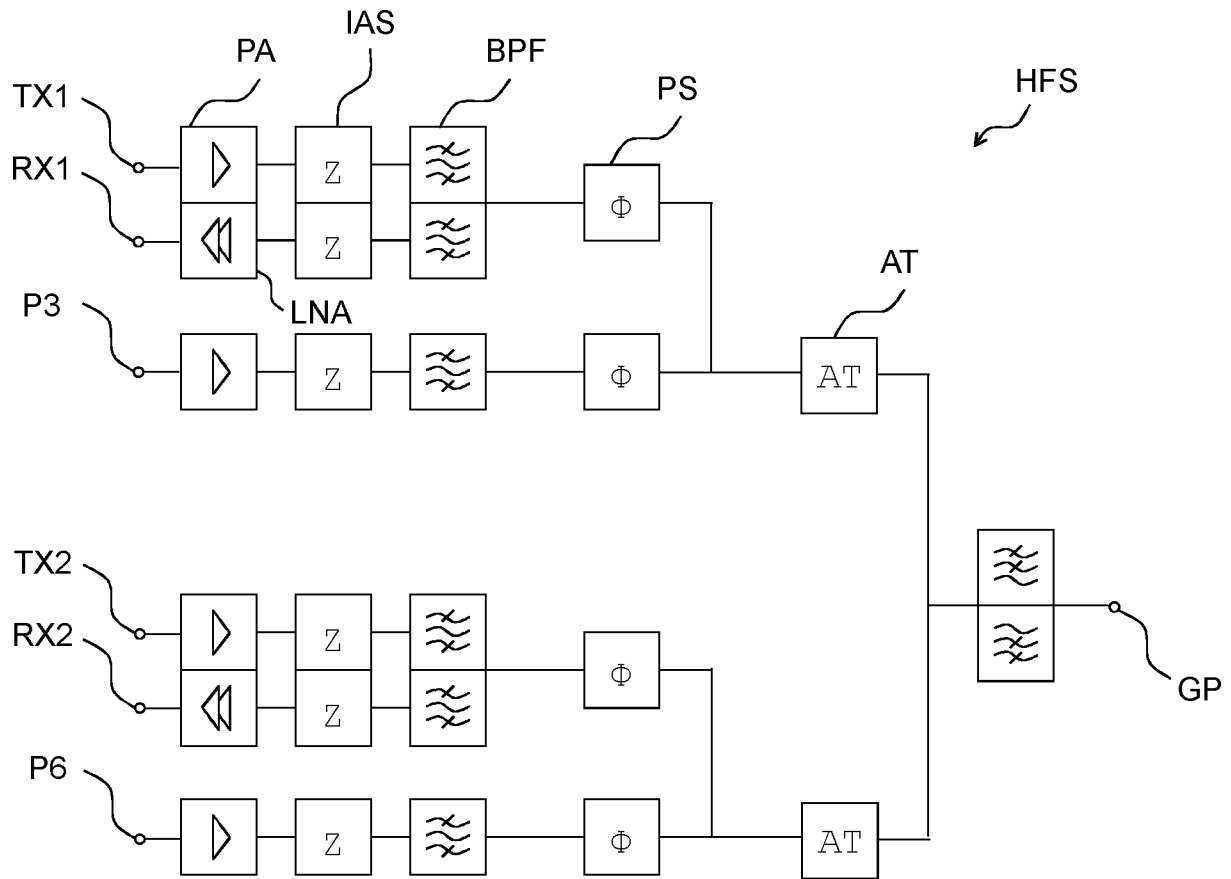 IAS
PA
BPF
HFS
PS
TX1
RX1
Z
Φ
Z
AT
P3
LNA
Z
Φ
AT
TX2
RX2
Z
Φ
Z
GP
P6
Z
Φ
AT